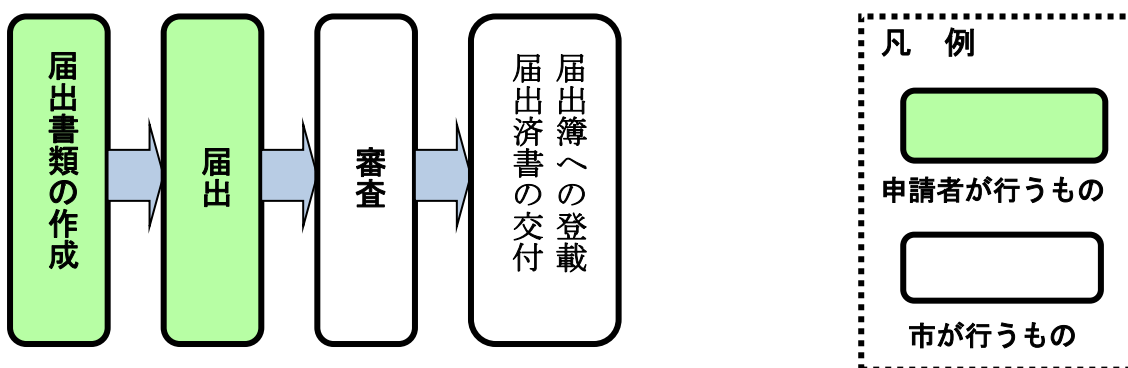 届出書類の作成
届出
審査
届出簿への登載
届出済書の交付
凡　例
申請者が行うもの
市が行うもの